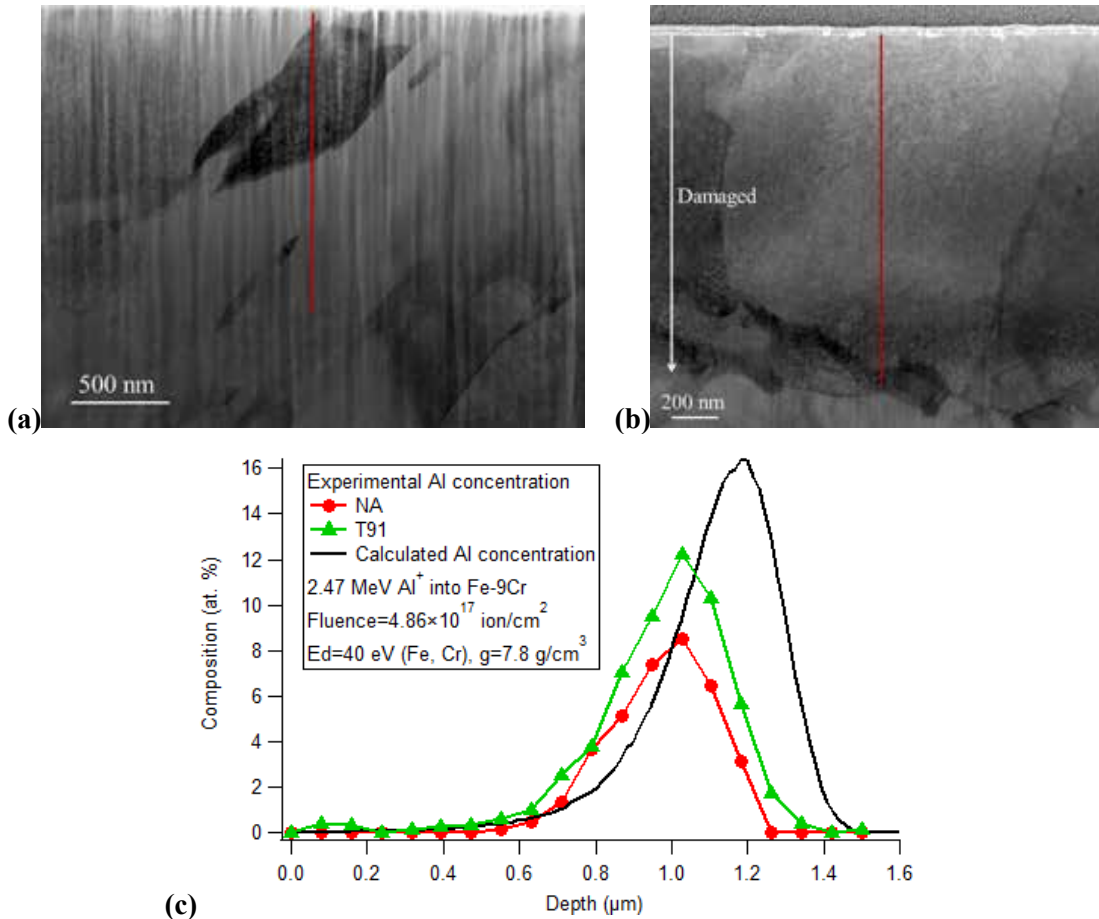 500 nm
(a)
Damaged
200 nm
(b)
Experimental Al concentration
NA
T91
Calculated Al concentration
2.47 MeV Al⁺ into Fe-9Cr
Fluence=4.86×10¹⁷ ion/cm²
Ed=40 eV (Fe, Cr), g=7.8 g/cm³
Composition (at. %)
16
14
12
10
8
6
4
2
0
0.0 0.2 0.4 0.6 0.8 1.0 1.2 1.4 1.6
Depth (µm)
(c)